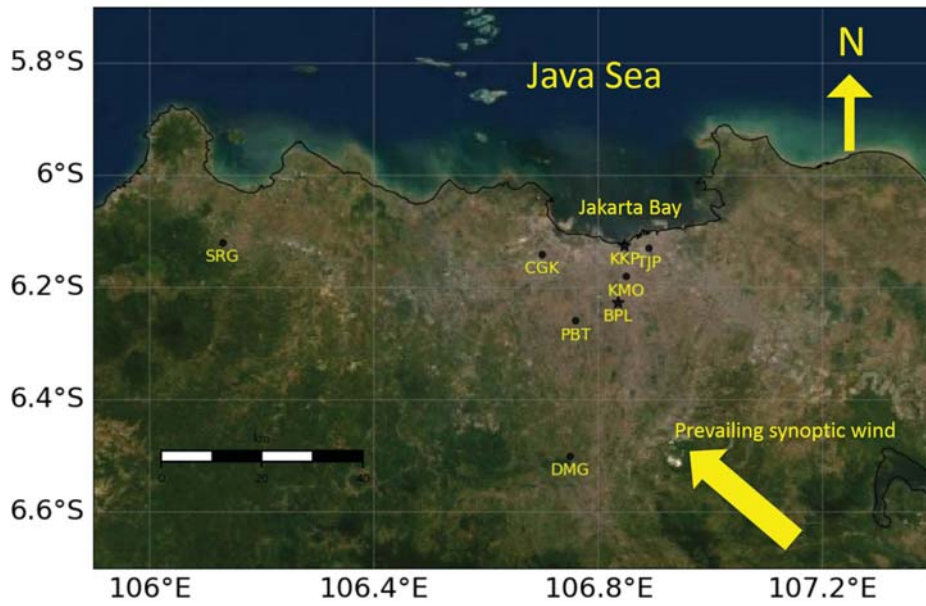 5.8°S
N
Java Sea
6°S
Jakarta Bay
SRG
CGK
KKP
TJP
6.2°S
KMO
BPL
PBT
6.4°S
Prevailing synoptic wind
km
DMG
0
20
40
6.6°S
106°E
106.4°E
106.8°E
107.2°E